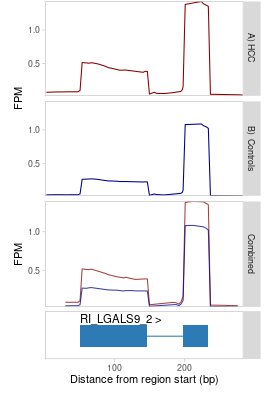 1.0
0.5
FPM
A) HCC
1.0
0.5
FPM
B) Controls
1.0
0.5
FPM
Combined
RI_LGALS9_2 >
100
200
Distance from region start (bp)